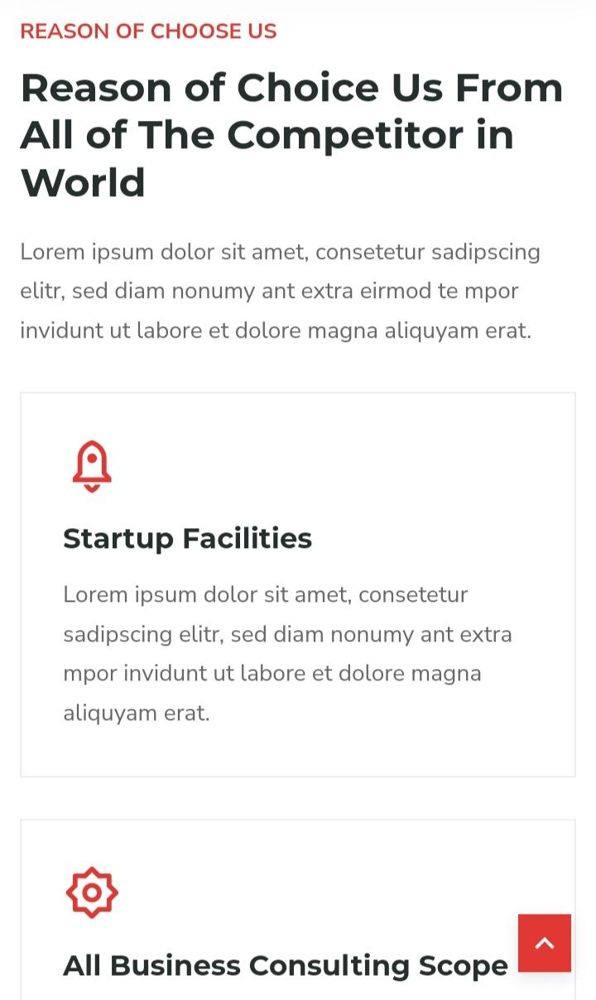 REASON OF CHOOSE US
Reason of Choice Us From
All of The Competitor in
World
Lorem ipsum dolor sit amet, consetetur sadipscing
elitr, sed diam nonumy ant extra eirmod te mpor
invidunt ut labore et dolore magna aliquyam erat.
Startup Facilities
Lorem ipsum dolor sit amet, consetetur
sadipscing elitr, sed diam nonumy ant extra
mpor invidunt ut labore et dolore magna
aliquyam erat.
All Business Consulting Scope